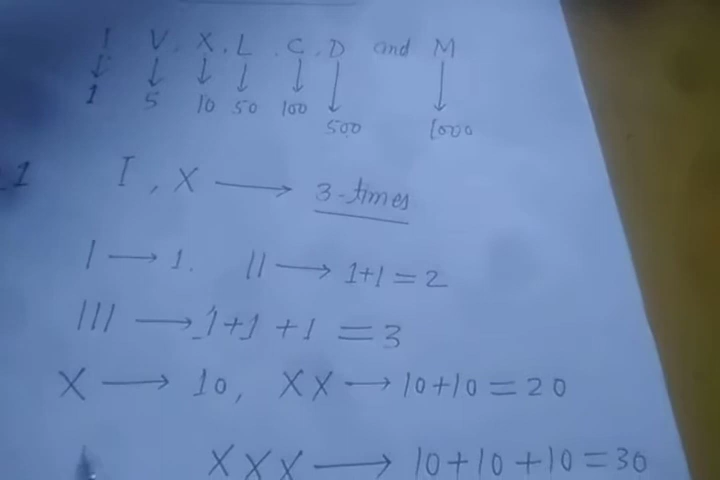 I V. X. L. C. D and M
↓ ↓ ↓ ↓ ↓ ↓ ↓
1 5 10 50 100 500 1000
1 I, X → 3-times
I → 1. II → 1+1=2
III → 1+1+1=3
X → 10, XX → 10+10=20
XXX → 10+10+10=30